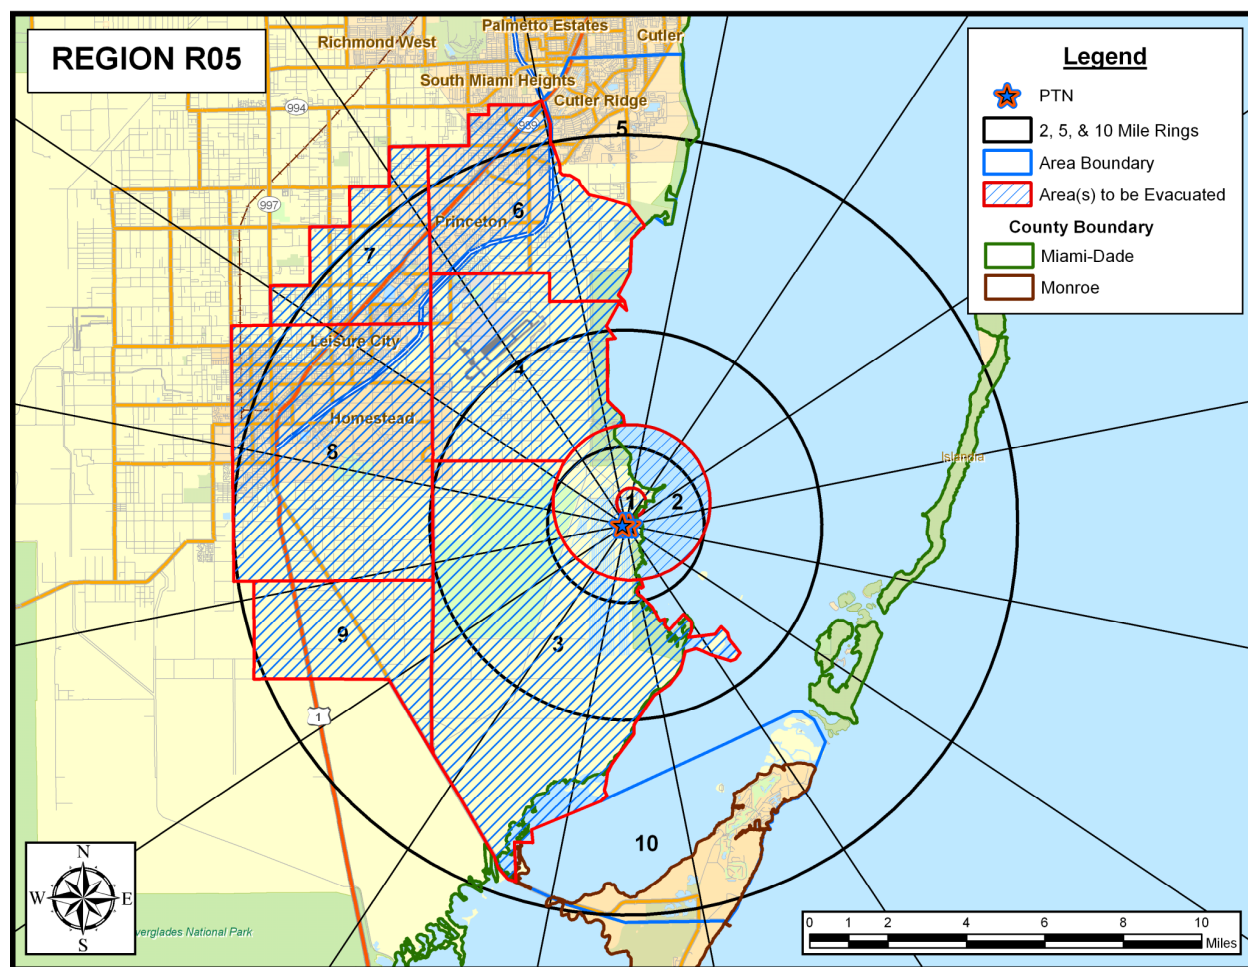 REGION R05
Palmetto Estates
Richmond West
Cutler
South Miami Heights
Cutler Ridge
994
989
5
997
6
Princeton
7
Leisure City
4
Homestead
8
Islandia
1
2
3
9
1
10
Everglades National Park
Legend
PTN
2, 5, & 10 Mile Rings
Area Boundary
Area(s) to be Evacuated
County Boundary
Miami-Dade
Monroe
N
W E
S
0 1 2 4 6 8 10
Miles